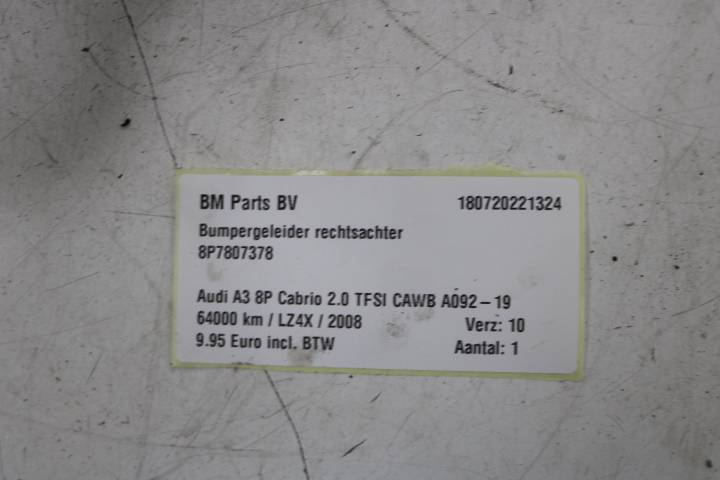 BM Parts BV 180720221324
Bumpergeleider rechtsachter
8P7807378
Audi A3 8P Cabrio 2.0 TFSI CAWB A092-19
64000 km / LZ4X / 2008 Verz: 10
9.95 Euro incl. BTW Aantal: 1